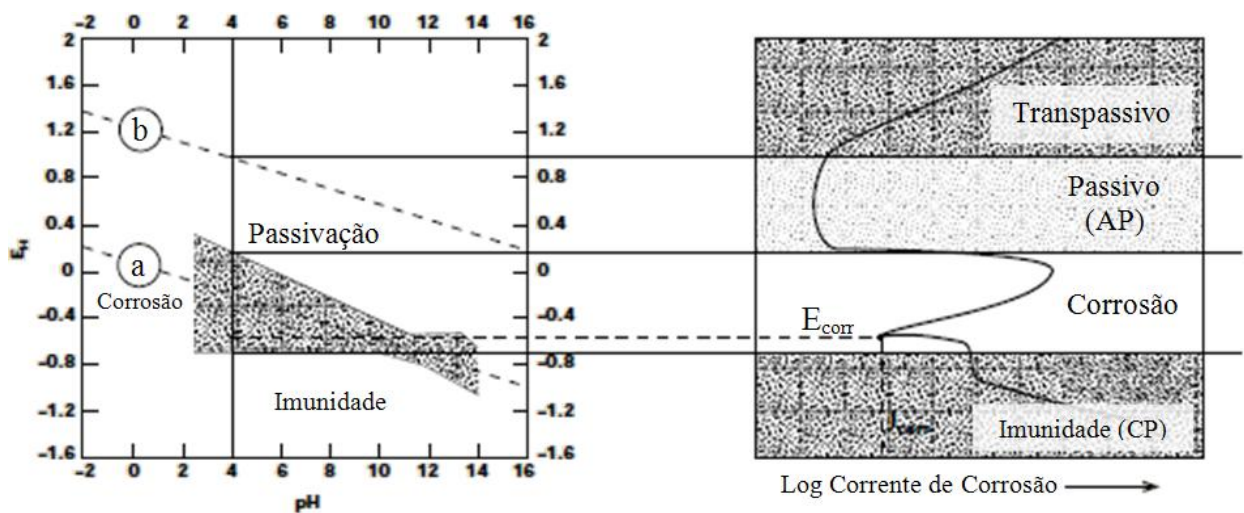 −2 0 2 4 6 8 10 12 14 16
2
1.6
1.2
0.8
0.4
0
−0.4
−0.8
−1.2
−1.6
E_H
b
a
Passivação
Corrosão
Imunidade
−2 0 2 4 6 8 10 12 14 16
pH
2
1.6
1.2
0.8
0.4
0
−0.4
−0.8
−1.2
−1.6
E_corr
Transpassivo
Passivo
(AP)
Corrosão
Imunidade (CP)
Log Corrente de Corrosão